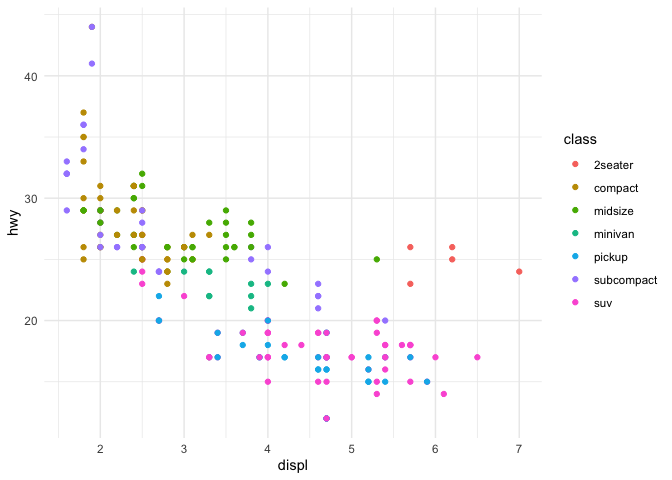 40
30
20
hwy
2
3
4
5
6
7
displ
class
2seater
compact
midsize
minivan
pickup
subcompact
suv